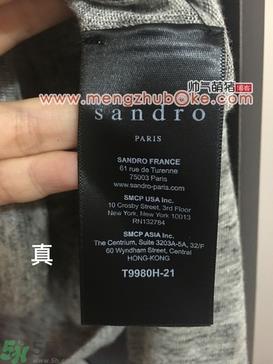 帅气萌猪博客
www.mengzhuboke.com
sandro
PARIS
SANDRO FRANCE
61 rue de Turenne
75003 Paris
www.sandro-paris.com
SMCP USA Inc.
10 Crosby Street, 3rd Floor
New York, New York 10013
RN132784
SMCP ASIA Inc.
The Centrium, Suite 3203A-5A, 32/F
60 Wyndham Street, Central
HONG-KONG
T9980H-21
真